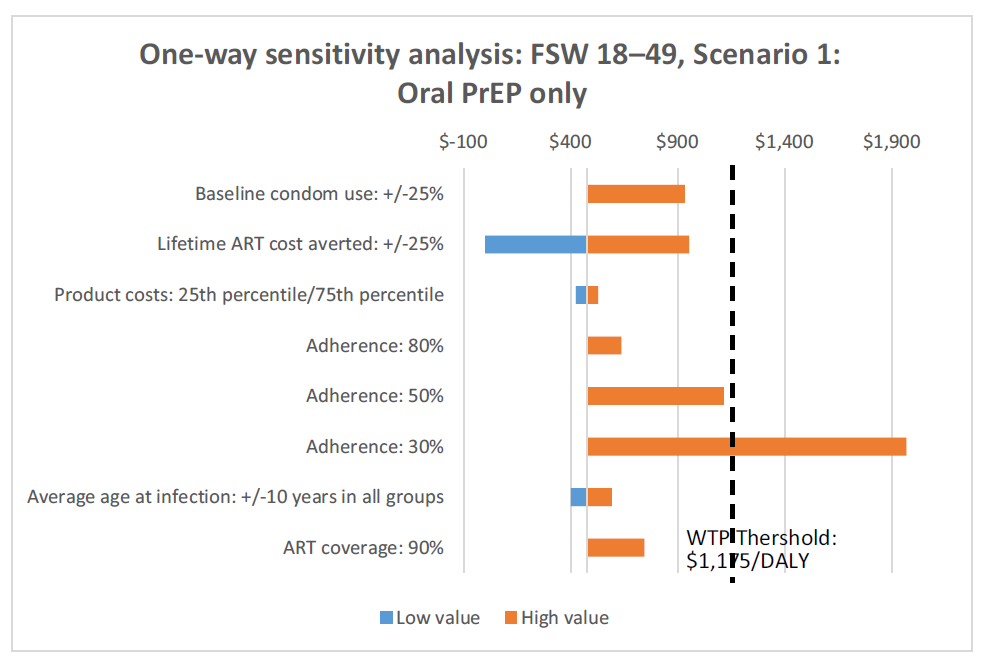 One-way sensitivity analysis: FSW 18–49, Scenario 1:
Oral PrEP only
$-100 $400 $900 $1,400 $1,900
Baseline condom use: +/-25%
Lifetime ART cost averted: +/-25%
Product costs: 25th percentile/75th percentile
Adherence: 80%
Adherence: 50%
Adherence: 30%
Average age at infection: +/-10 years in all groups
ART coverage: 90%
WTP Thershold:
$1,175/DALY
Low value High value